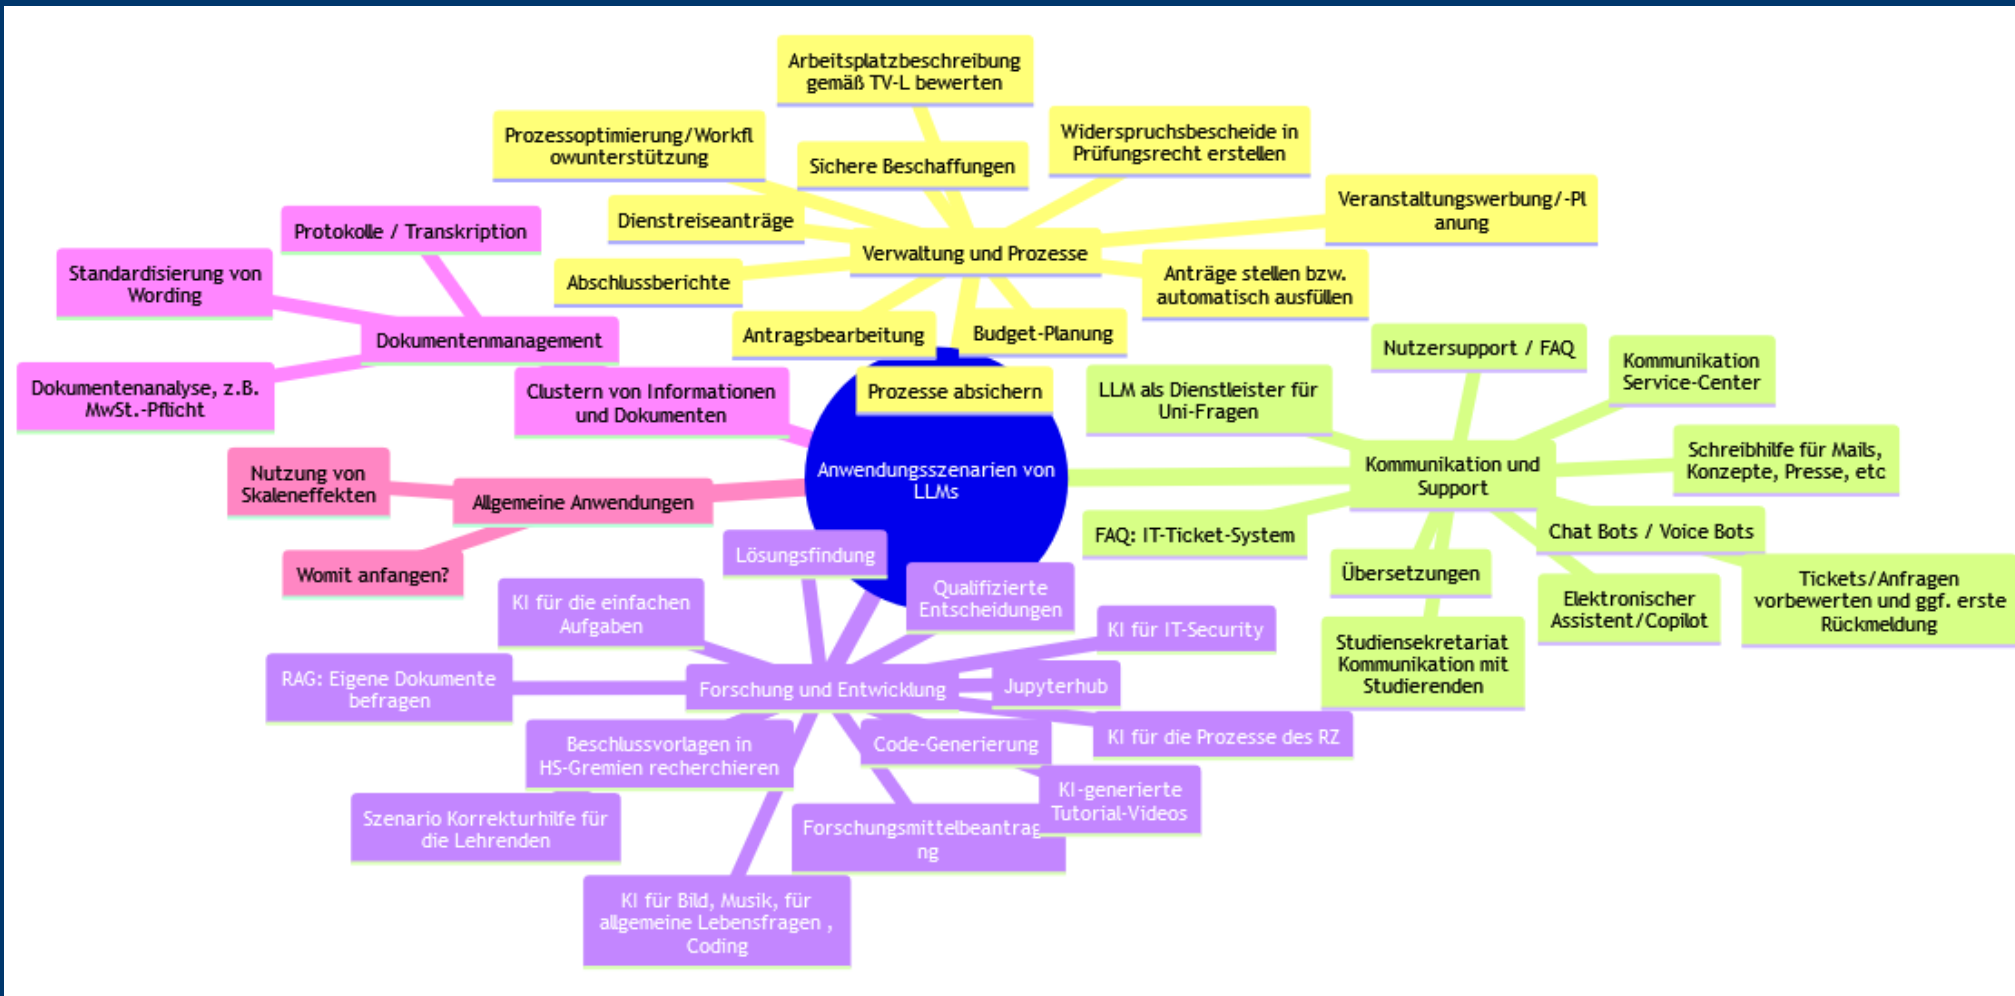 Arbeitsplatzbeschreibung
gemäß TV-L bewerten
Prozessoptimierung/Workfl
owunterstützung
Sichere Beschaffungen
Widerspruchsbescheide in
Prüfungsrecht erstellen
Dienstreiseanträge
Veranstaltungswerbung/-Pl
anung
Verwaltung und Prozesse
Abschlussberichte
Anträge stellen bzw.
automatisch ausfüllen
Antragsbearbeitung
Budget-Planung
Prozesse absichern
Protokolle / Transkription
Standardisierung von
Wording
Dokumentenmanagement
Dokumentenanalyse, z.B.
MwSt.-Pflicht
Clustern von Informationen
und Dokumenten
Nutzung von
Skaleneffekten
Allgemeine Anwendungen
Womit anfangen?
Anwendungsszenarien von
LLMs
Nutzersupport / FAQ
Kommunikation
Service-Center
LLM als Dienstleister für
Uni-Fragen
Kommunikation und
Support
Schreibhilfe für Mails,
Konzepte, Presse, etc
FAQ: IT-Ticket-System
Chat Bots / Voice Bots
Übersetzungen
Elektronischer
Assistent/Copilot
Tickets/Anfragen
vorbewerten und ggf. erste
Rückmeldung
Studiensekretariat
Kommunikation mit
Studierenden
Lösungsfindung
Qualifizierte
Entscheidungen
KI für die einfachen
Aufgaben
KI für IT-Security
RAG: Eigene Dokumente
befragen
Forschung und Entwicklung
Jupyterhub
Beschlussvorlagen in
HS-Gremien recherchieren
Code-Generierung
KI für die Prozesse des RZ
KI-generierte
Tutorial-Videos
Szenario Korrekturhilfe für
die Lehrenden
Forschungsmittelbeantrag
ng
KI für Bild, Musik, für
allgemeine Lebensfragen ,
Coding